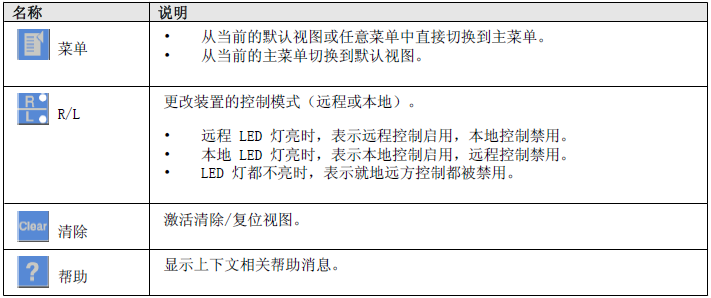 名称 说明
菜单
• 从当前的默认视图或任意菜单中直接切换到主菜单。
• 从当前的主菜单切换到默认视图。
R
L
R/L
更改装置的控制模式（远程或本地）。
• 远程 LED 灯亮时，表示远程控制启用，本地控制禁用。
• 本地 LED 灯亮时，表示本地控制启用，远程控制禁用。
• LED 灯都不亮时，表示就地远方控制都被禁用。
Clear 清除
激活清除/复位视图。
? 帮助
显示上下文相关帮助消息。